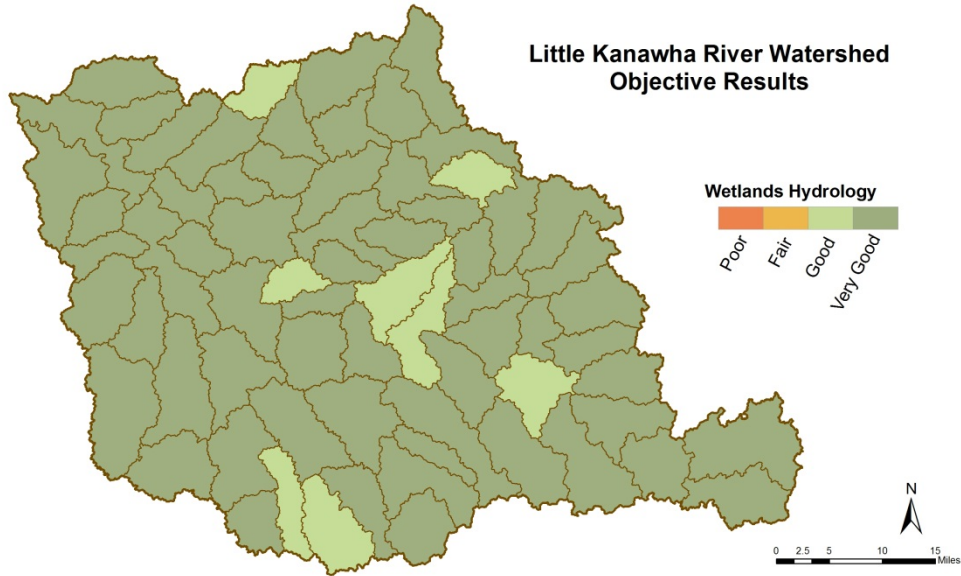 Little Kanawha River Watershed
Objective Results
Wetlands Hydrology
Poor
Fair
Good
Very Good
N
0 2.5 5 10 15
Miles